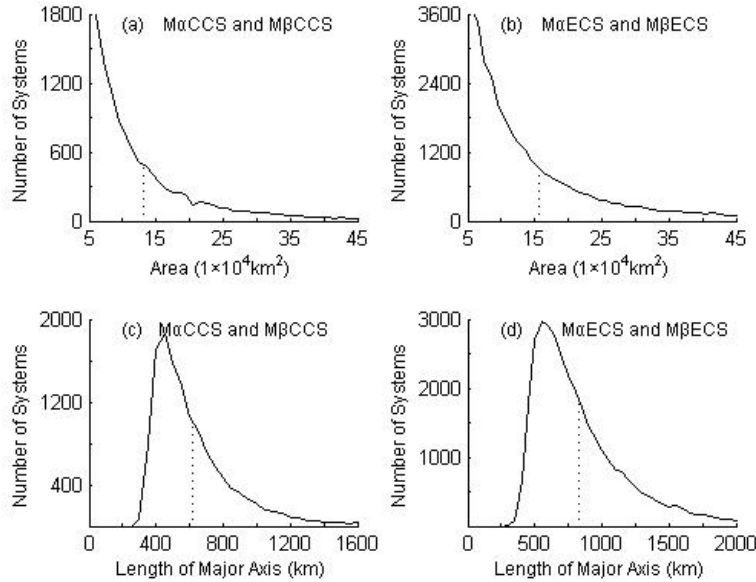 (a) MαCCS and MβCCS
Number of Systems
1800
1200
600
0
5
15
25
35
45
Area (1×10⁴km²)
(b) MαECS and MβECS
Number of Systems
3600
2400
1200
0
5
15
25
35
45
Area (1×10⁴km²)
(c) MαCCS and MβCCS
Number of Systems
2000
1200
400
0
400
800
1200
1600
Length of Major Axis (km)
(d) MαECS and MβECS
Number of Systems
3000
2000
1000
0
500
1000
1500
2000
Length of Major Axis (km)